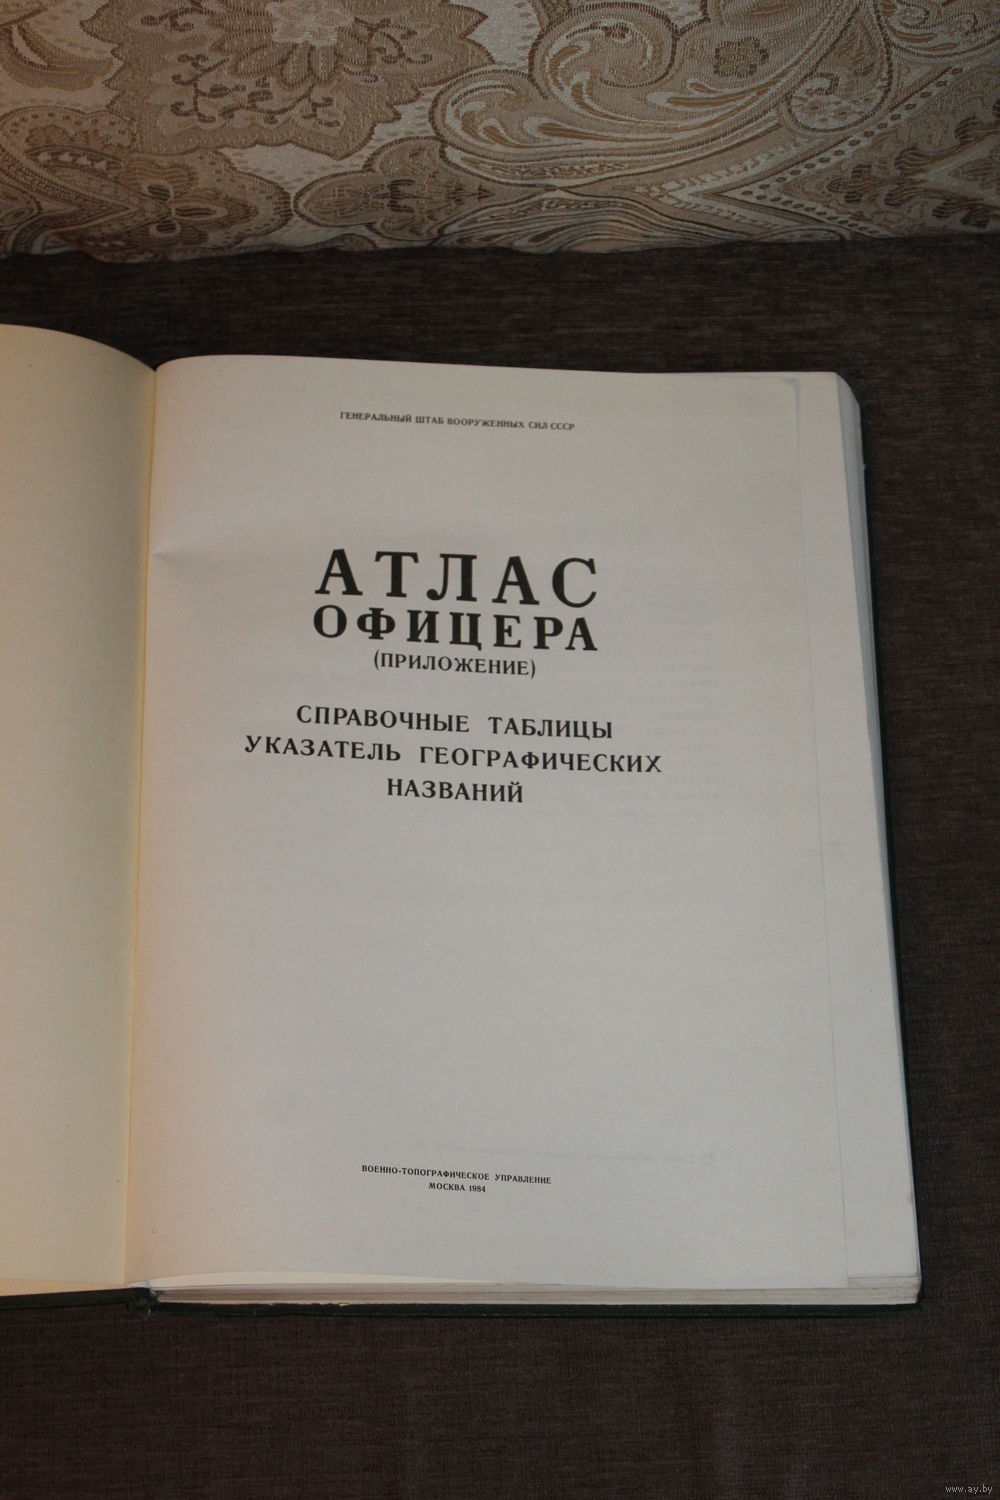 ГЕНЕРАЛЬНЫЙ ШТАБ ВООРУЖЕННЫХ СИЛ СССР
АТЛАС
ОФИЦЕРА
(ПРИЛОЖЕНИЕ)
СПРАВОЧНЫЕ ТАБЛИЦЫ
УКАЗАТЕЛЬ ГЕОГРАФИЧЕСКИХ
НАЗВАНИЙ
ВОЕННО-ТОПОГРАФИЧЕСКОЕ УПРАВЛЕНИЕ
МОСКВА 1984
www.ay.by